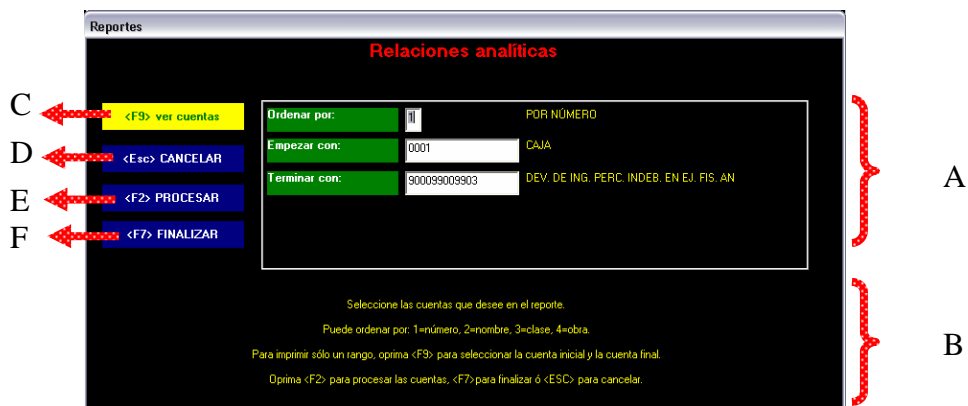 Reportes
Relaciones analíticas
C
<F9> ver cuentas
Ordenar por: 1 POR NÚMERO
D
<Esc> CANCELAR
Empezar con: 0001 CAJA
E
<F2> PROCESAR
Terminar con: 900099009903 DEV. DE ING. PERC. INDEB. EN EJ. FIS. AN
A
F
<F7> FINALIZAR
Seleccione las cuentas que desee en el reporte.
Puede ordenar por: 1=número, 2=nombre, 3=clase, 4=obra.
Para imprimir sólo un rango, oprima <F9> para seleccionar la cuenta inicial y la cuenta final.
B
Oprima <F2> para procesar las cuentas, <F7>para finalizar ó <ESC> para cancelar.